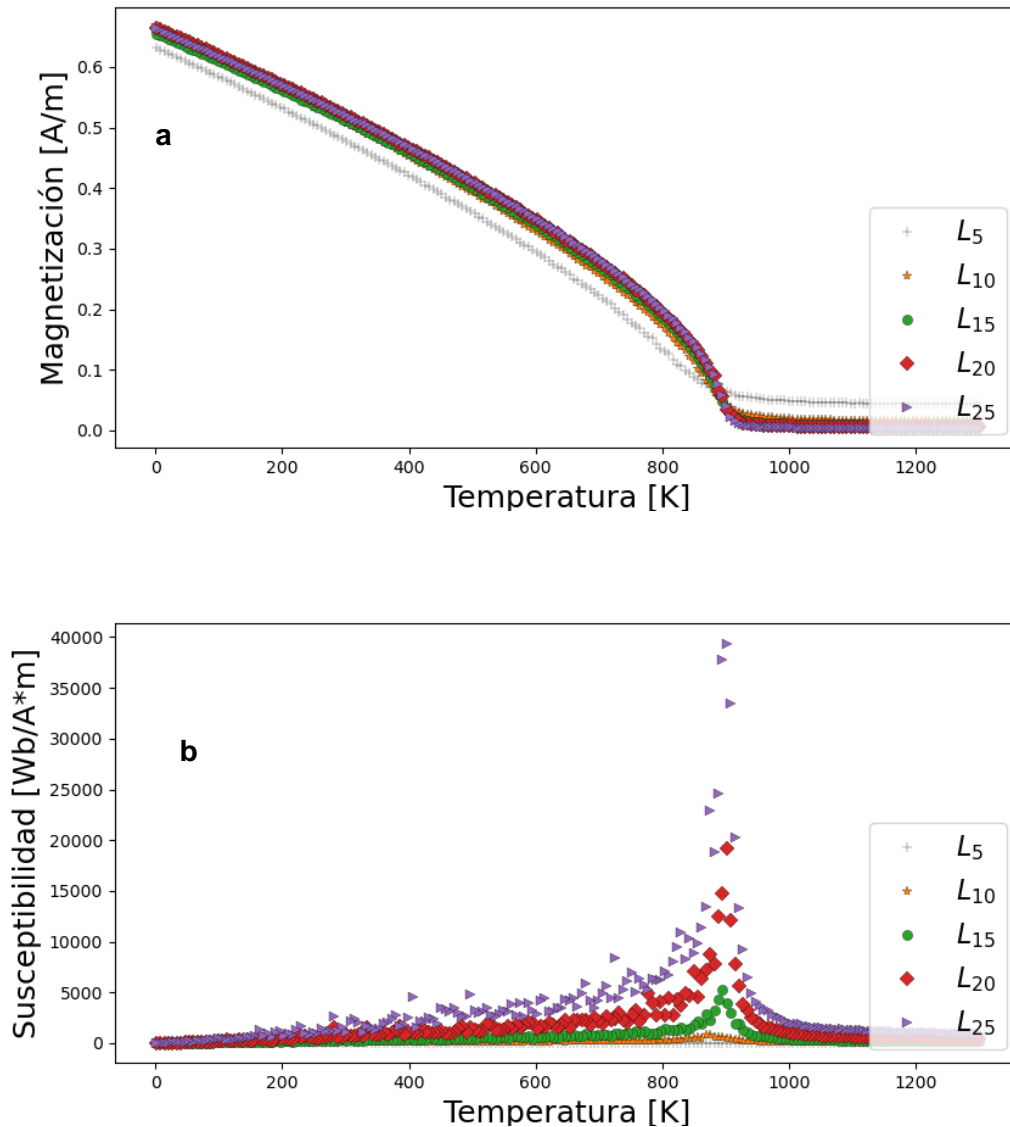 Magnetización [A/m]
0.6
0.5
0.4
0.3
0.2
0.1
0.0
a
L5
L10
L15
L20
L25
0 200 400 600 800 1000 1200
Temperatura [K]
Susceptibilidad [Wb/A*m]
40000
35000
30000
25000
20000
15000
10000
5000
0
b
L5
L10
L15
L20
L25
0 200 400 600 800 1000 1200
Temperatura [K]